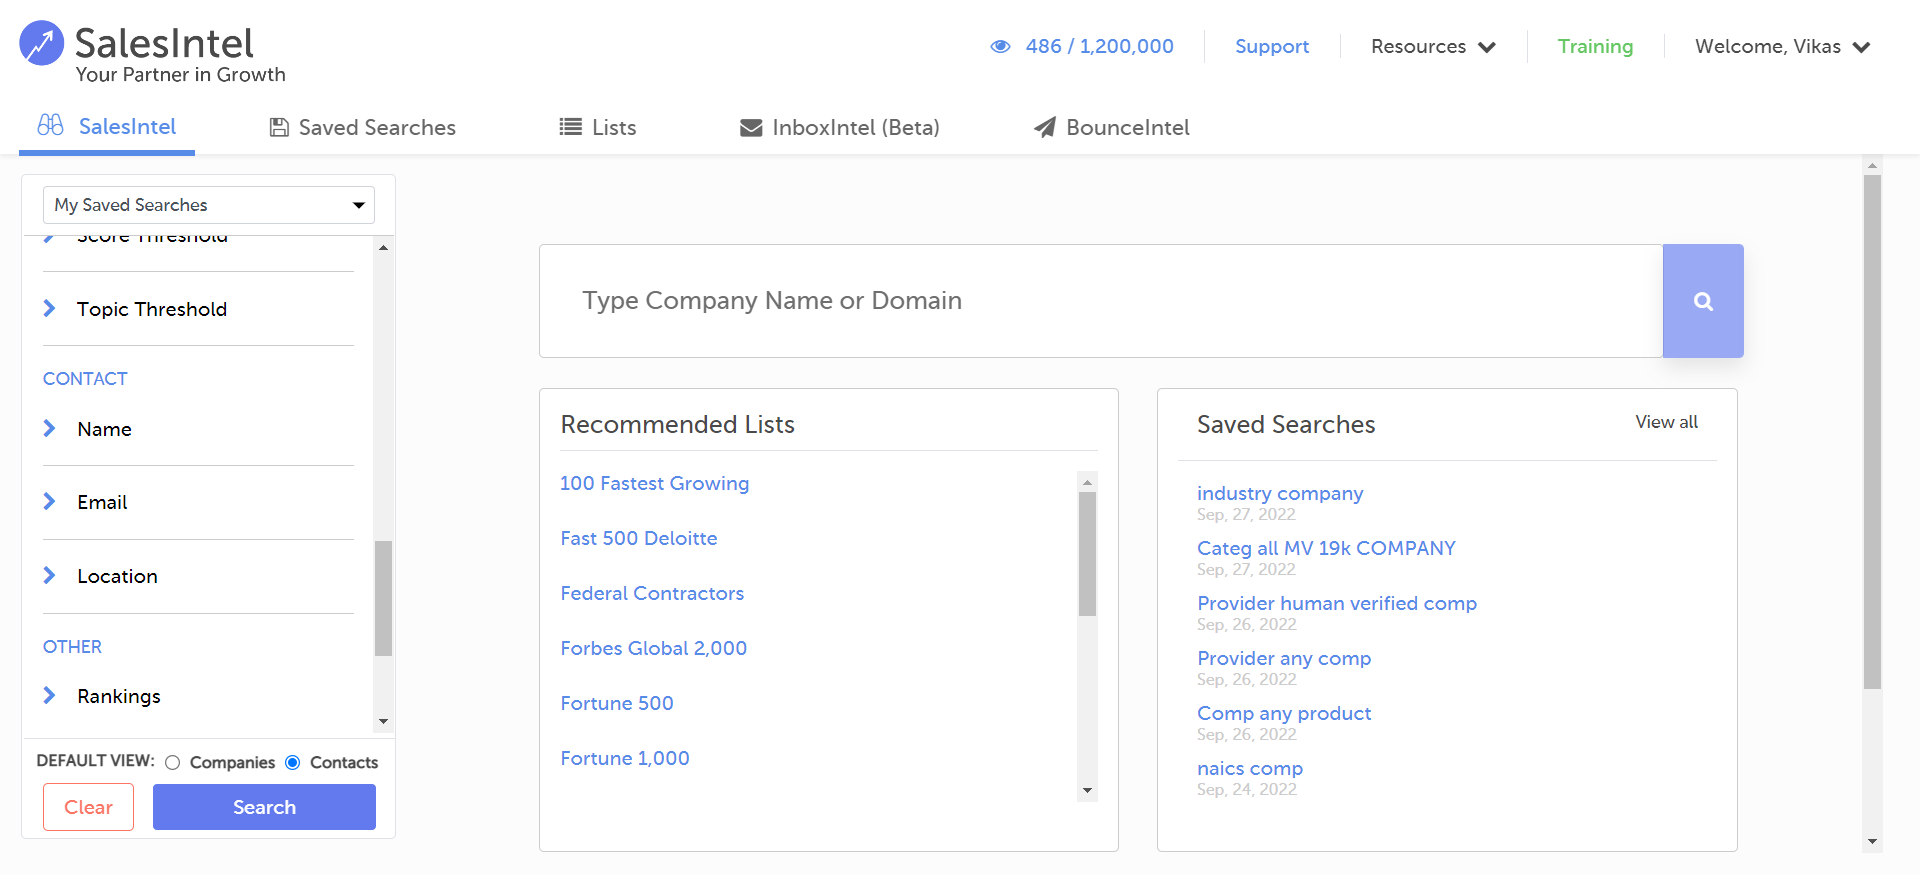 SalesIntel
Your Partner in Growth
486 / 1,200,000
Support
Resources
Training
Welcome, Vikas
SalesIntel
Saved Searches
Lists
InboxIntel (Beta)
BounceIntel
My Saved Searches
Score Threshold
Topic Threshold
CONTACT
Name
Email
Location
OTHER
Rankings
DEFAULT VIEW: Companies Contacts
Clear
Search
Type Company Name or Domain
Recommended Lists
100 Fastest Growing
Fast 500 Deloitte
Federal Contractors
Forbes Global 2,000
Fortune 500
Fortune 1,000
Saved Searches
View all
industry company
Sep, 27, 2022
Categ all MV 19k COMPANY
Sep, 27, 2022
Provider human verified comp
Sep, 26, 2022
Provider any comp
Sep, 26, 2022
Comp any product
Sep, 26, 2022
naics comp
Sep, 24, 2022